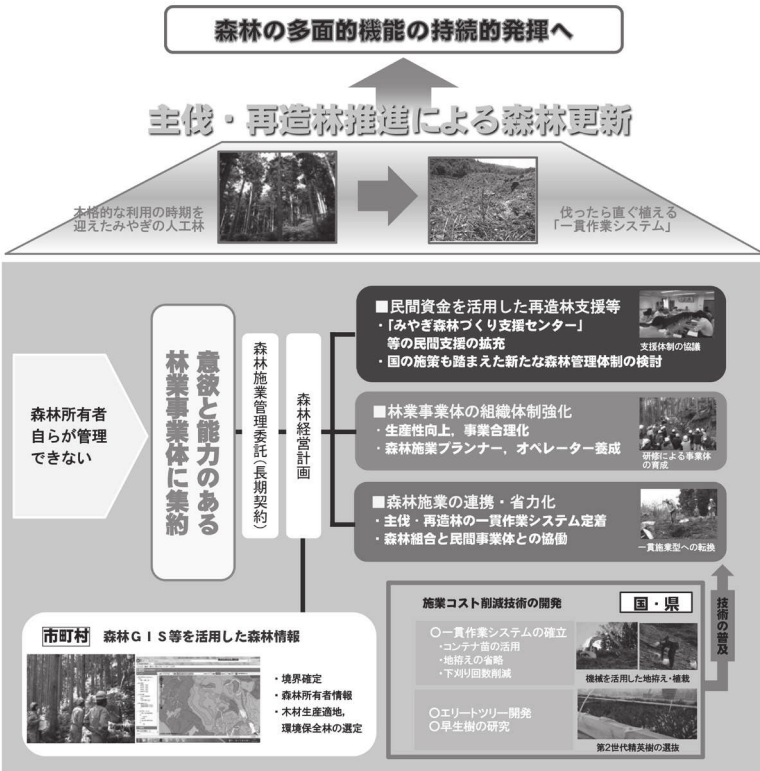 森林の多面的機能の持続的発揮へ
主伐・再造林推進による森林更新
本格的な利用の時期を
迎えたみやぎの人工林
伐ったら直ぐ植える
「一貫作業システム」
森林所有者
自らが管理
できない
意欲と能力のある
林業事業体に集約
森林施業管理委託（長期契約）
森林経営計画
■民間資金を活用した再造林支援等
・「みやぎ森林づくり支援センター」
等の民間支援の拡充
・国の施策も踏まえた新たな森林管理体制の検討
支援体制の協議
■林業事業体の組織体制強化
・生産性向上，事業合理化
・森林施業プランナー，オペレーター養成
研修による事業体
の育成
■森林施業の連携・省力化
・主伐・再造林の一貫作業システム定着
・森林組合と民間事業体との協働
一貫施業型への転換
市町村 森林ＧＩＳ等を活用した森林情報
・境界確定
・森林所有者情報
・木材生産適地，
環境保全林の選定
施業コスト削減技術の開発
国・県
〇一貫作業システムの確立
・コンテナ苗の活用
・地拵えの省略
・下刈り回数削減
機械を活用した地拵え・植栽
〇エリートツリー開発
〇早生樹の研究
第2世代精英樹の選抜
技術の普及